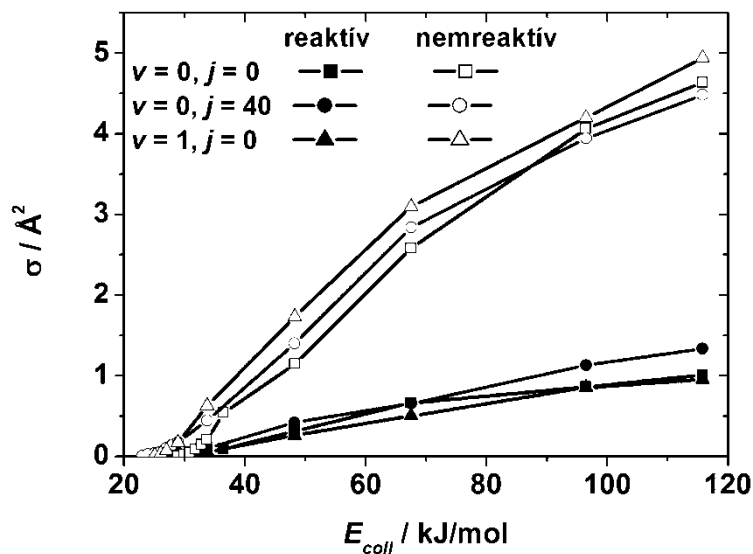 reaktív nemreaktív
v = 0, j = 0
v = 0, j = 40
v = 1, j = 0
σ / Å²
5
4
3
2
1
0
20 40 60 80 100 120
E_coll / kJ/mol